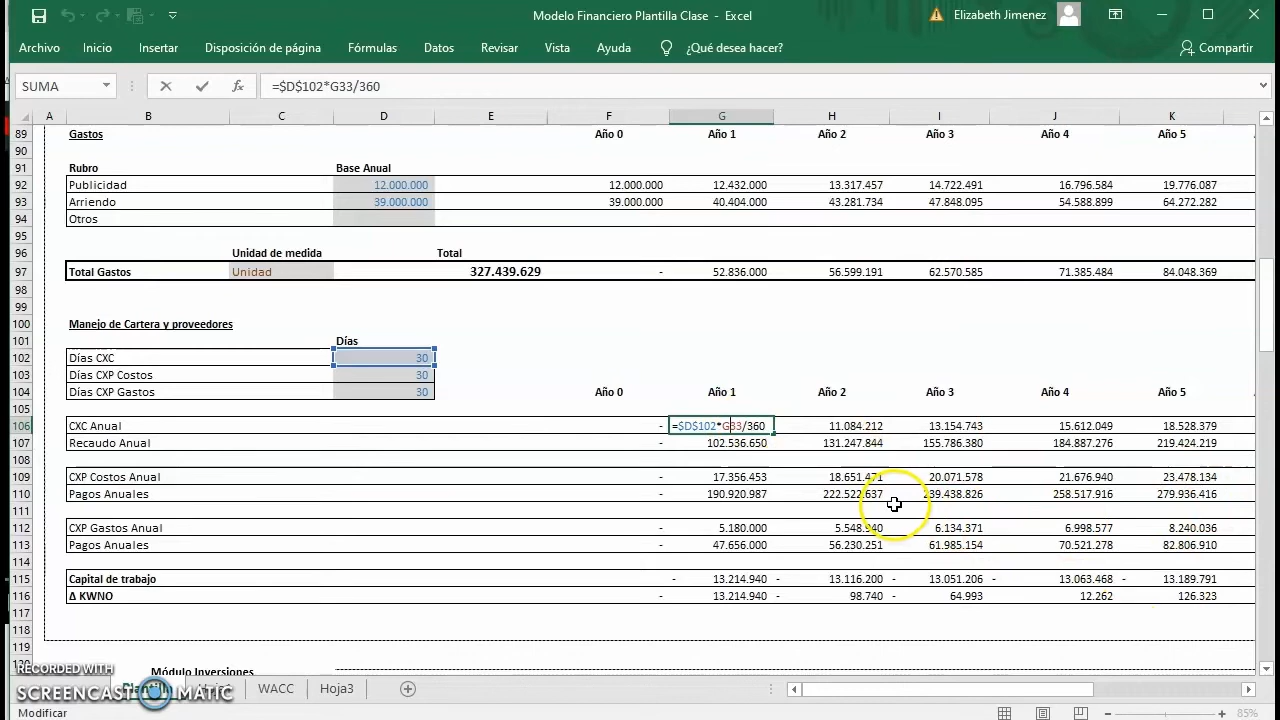 Modelo Financiero Plantilla Clase - Excel
Elizabeth Jimenez
Archivo Inicio Insertar Disposición de página Fórmulas Datos Revisar Vista Ayuda ¿Qué desea hacer? Compartir
SUMA fx =$D$102*G33/360
A B C D E F G H I J K
89 Gastos Año 0 Año 1 Año 2 Año 3 Año 4 Año 5
90
91 Rubro Base Anual
92 Publicidad 12.000.000 12.000.000 12.432.000 13.317.457 14.722.491 16.796.584 19.776.087
93 Arriendo 39.000.000 39.000.000 40.404.000 43.281.734 47.848.095 54.588.899 64.272.282
94 Otros
95
96 Unidad de medida Total
97 Total Gastos Unidad 327.439.629 - 52.836.000 56.599.191 62.570.585 71.385.484 84.048.369
98
99
100 Manejo de Cartera y proveedores
101 Días
102 Días CXC 30
103 Días CXP Costos 30
104 Días CXP Gastos 30 Año 0 Año 1 Año 2 Año 3 Año 4 Año 5
105
106 CXC Anual - =$D$102*G33/360 11.084.212 13.154.743 15.612.049 18.528.379
107 Recaudo Anual - 102.536.650 131.247.844 155.786.380 184.887.276 219.424.219
108
109 CXP Costos Anual - 17.356.453 18.651.471 20.071.578 21.676.940 23.478.134
110 Pagos Anuales - 190.920.987 222.522.637 239.438.826 258.517.916 279.936.416
111
112 CXP Gastos Anual - 5.180.000 5.548.940 6.134.371 6.998.577 8.240.036
113 Pagos Anuales - 47.656.000 56.230.251 61.985.154 70.521.278 82.806.910
114
115 Capital de trabajo - 13.214.940 - 13.116.200 - 13.051.206 - 13.063.468 - 13.189.791
116 Δ KWNO - 13.214.940 - 98.740 - 64.993 12.262 126.323
117
118
119
Módulo Inversiones
RECORDED WITH
SCREENCAST MATIC
WACC Hoja3
Modificar 85%